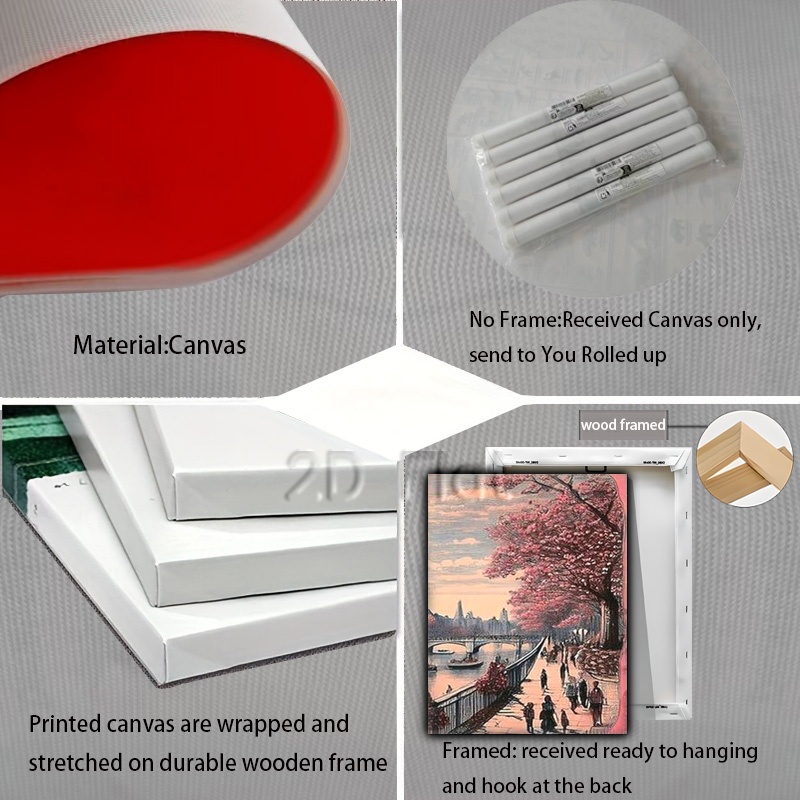 Material:Canvas
No Frame:Received Canvas only,
send to You Rolled up
wood framed
2D
Printed canvas are wrapped and
stretched on durable wooden frame
Framed: received ready to hanging
and hook at the back